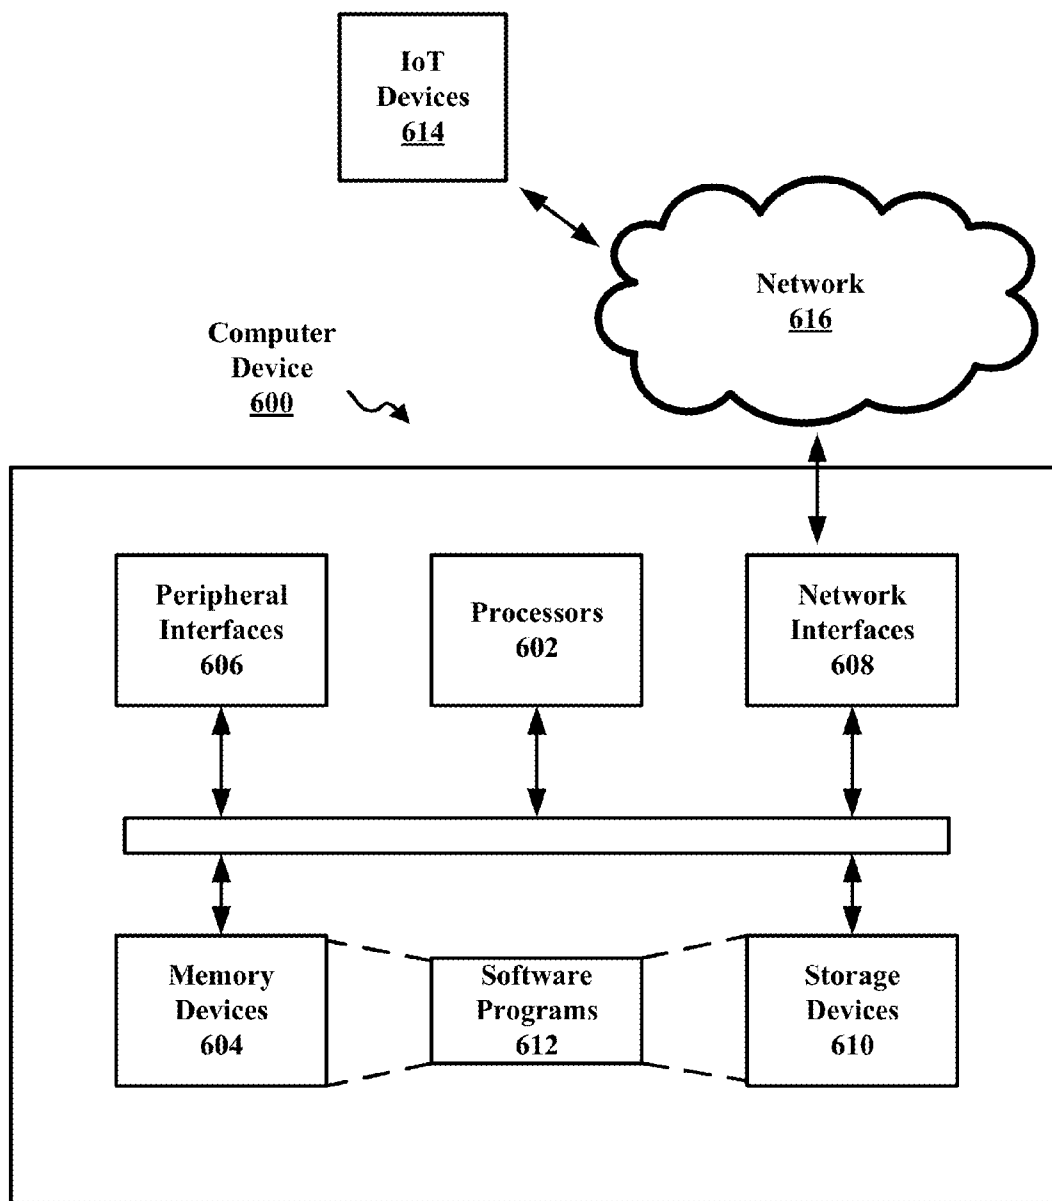 IoT
Devices
614
Network
616
Computer
Device
600
Peripheral
Interfaces
606
Processors
602
Network
Interfaces
608
Memory
Devices
604
Software
Programs
612
Storage
Devices
610